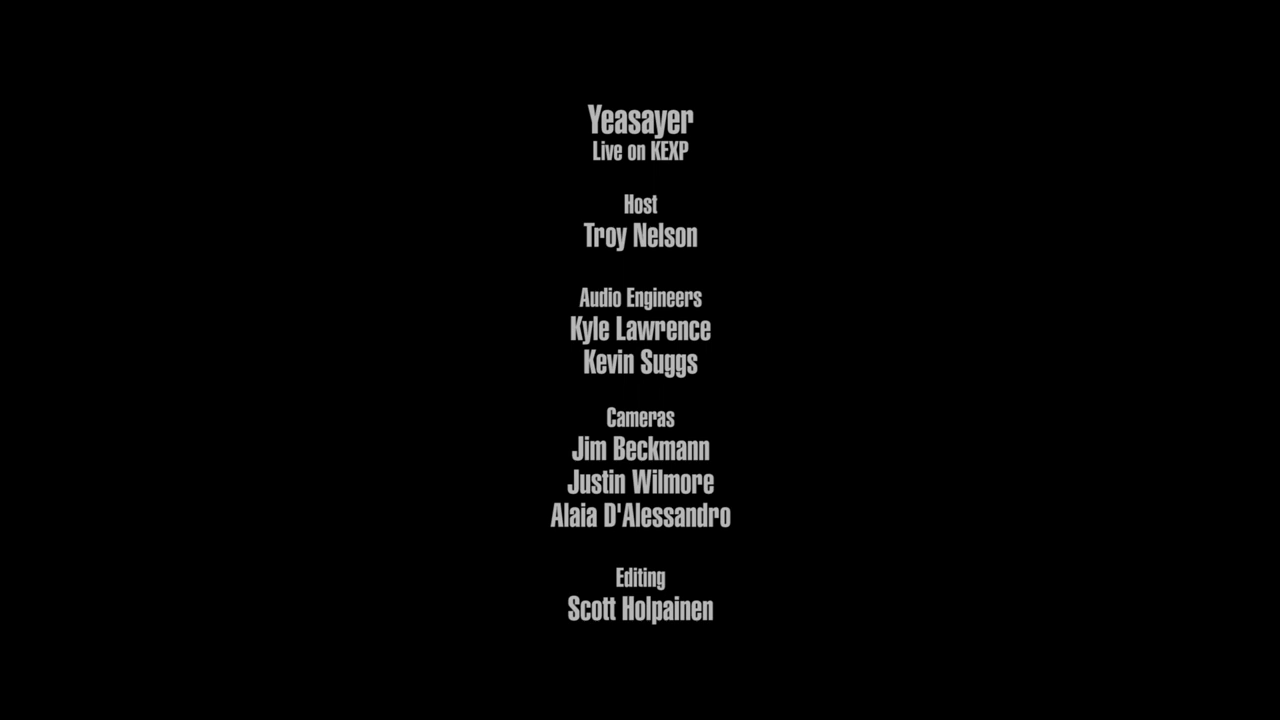 Yeasayer
Live on KEXP
Host
Troy Nelson
Audio Engineers
Kyle Lawrence
Kevin Suggs
Cameras
Jim Beckmann
Justin Wilmore
Alaia D'Alessandro
Editing
Scott Holpainen